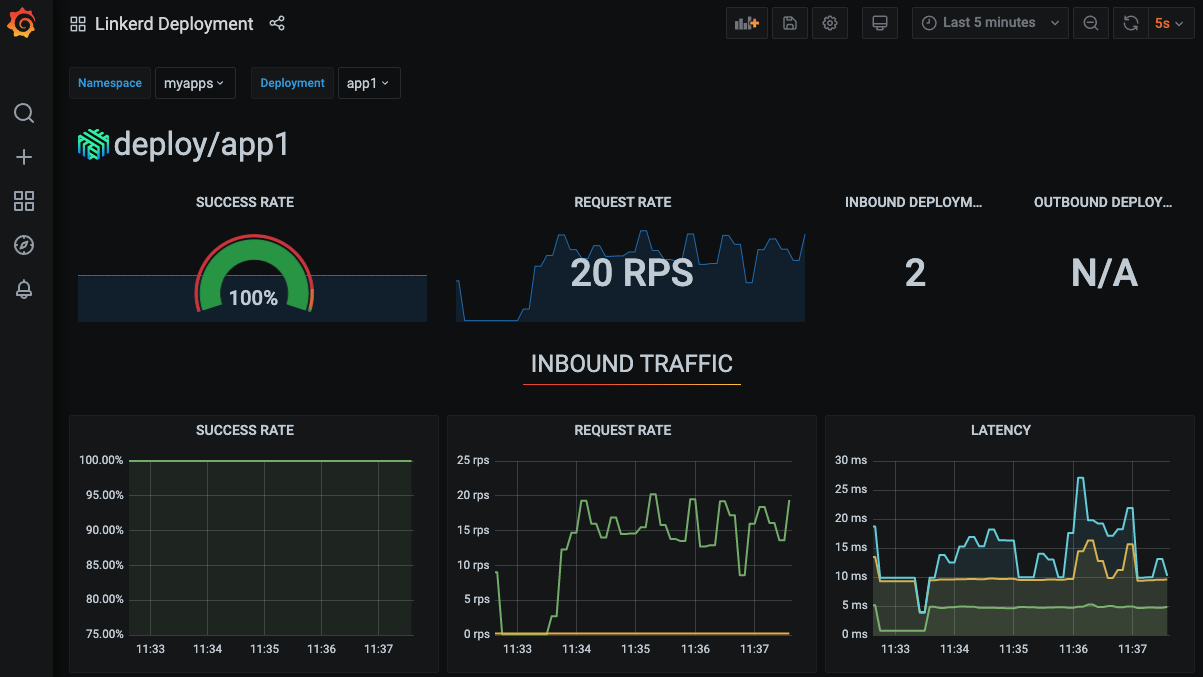 Linkerd Deployment
Last 5 minutes
5s
Namespace
myapps
Deployment
app1
deploy/app1
SUCCESS RATE
REQUEST RATE
INBOUND DEPLOYM...
OUTBOUND DEPLOY...
100%
20 RPS
2
N/A
INBOUND TRAFFIC
SUCCESS RATE
100.00%
95.00%
90.00%
85.00%
80.00%
75.00%
11:33 11:34 11:35 11:36 11:37
REQUEST RATE
25 rps
20 rps
15 rps
10 rps
5 rps
0 rps
11:33 11:34 11:35 11:36 11:37
LATENCY
30 ms
25 ms
20 ms
15 ms
10 ms
5 ms
0 ms
11:33 11:34 11:35 11:36 11:37